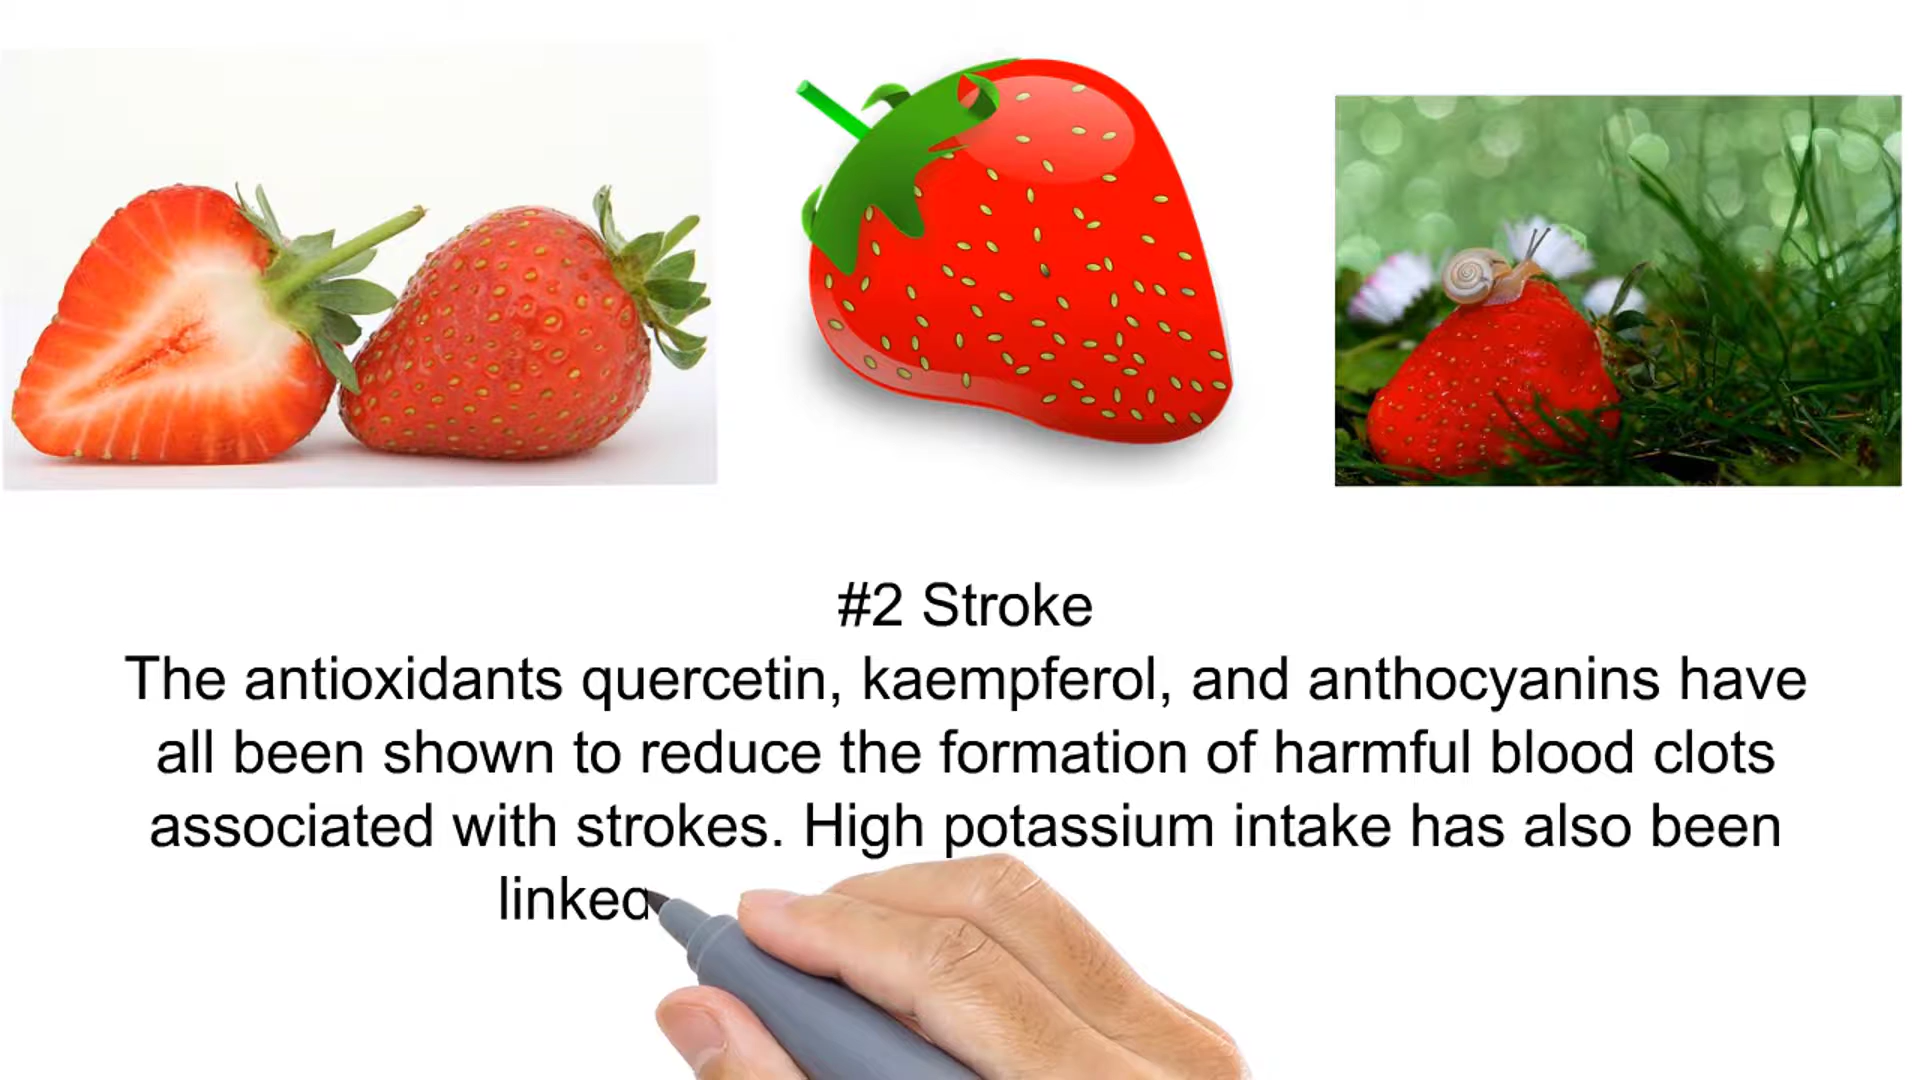 #2 Stroke
The antioxidants quercetin, kaempferol, and anthocyanins have
all been shown to reduce the formation of harmful blood clots
associated with strokes. High potassium intake has also been
linked